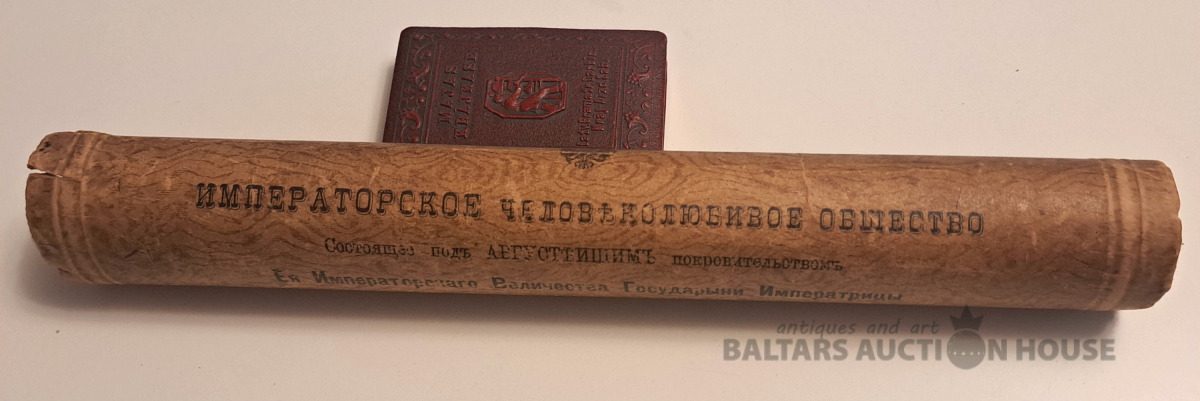 ИМПЕРАТОРСКОЕ ЧЕЛОВѢКОЛЮБИВОЕ ОБЩЕСТВО
Состоящее подъ АВГУСТѢЙШИМЪ покровительствомъ
Ея Императорскаго Величества Государыни Императрицы
antiques and art
BALTARS AUCTION HOUSE